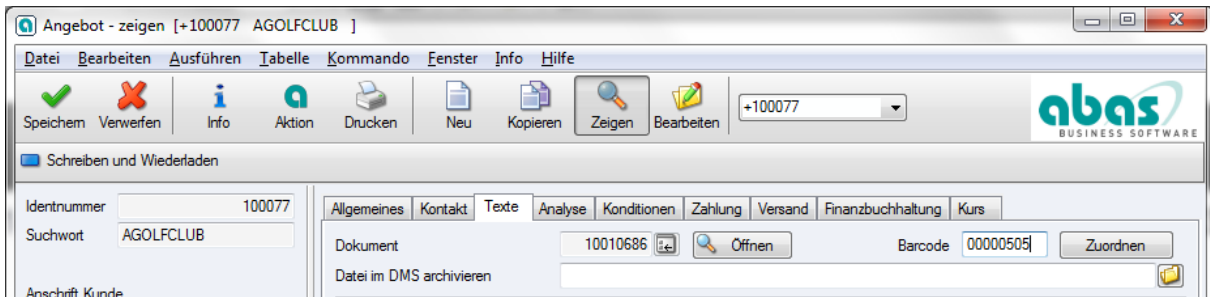 Angebot - zeigen [+100077 AGOLFCLUB ]
Datei Bearbeiten Ausführen Tabelle Kommando Fenster Info Hilfe
Speichern Verwerfen Info Aktion Drucken Neu Kopieren Zeigen Bearbeiten +100077
abas
BUSINESS SOFTWARE
Schreiben und Wiederladen
Identnummer 100077
Suchwort AGOLFCLUB
Anschrift Kunde
Allgemeines Kontakt Texte Analyse Konditionen Zahlung Versand Finanzbuchhaltung Kurs
Dokument 10010686 Öffnen Barcode 00000505 Zuordnen
Datei im DMS archivieren